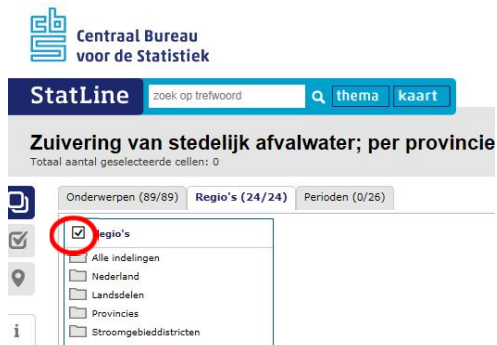 Centraal Bureau
voor de Statistiek
StatLine zoek op trefwoord thema kaart
Zuivering van stedelijk afvalwater; per provincie
Totaal aantal geselecteerde cellen: 0
Onderwerpen (89/89) Regio's (24/24) Perioden (0/26)
Regio's
Alle indelingen
Nederland
Landsdelen
Provincies
Stroomgebieddistricten
i